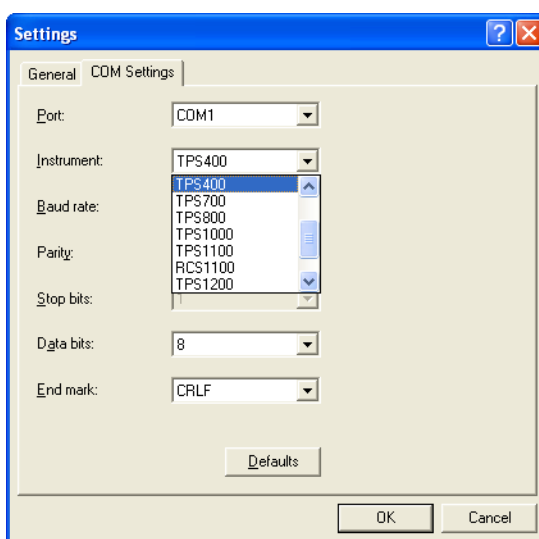 Settings
General COM Settings
Port: COM1
Instrument: TPS400
TPS400
TPS700
Baud rate: TPS800
TPS1000
Parity: TPS1100
RCS1100
TPS1200
Stop bits: 1
Data bits: 8
End mark: CRLF
Defaults
OK Cancel